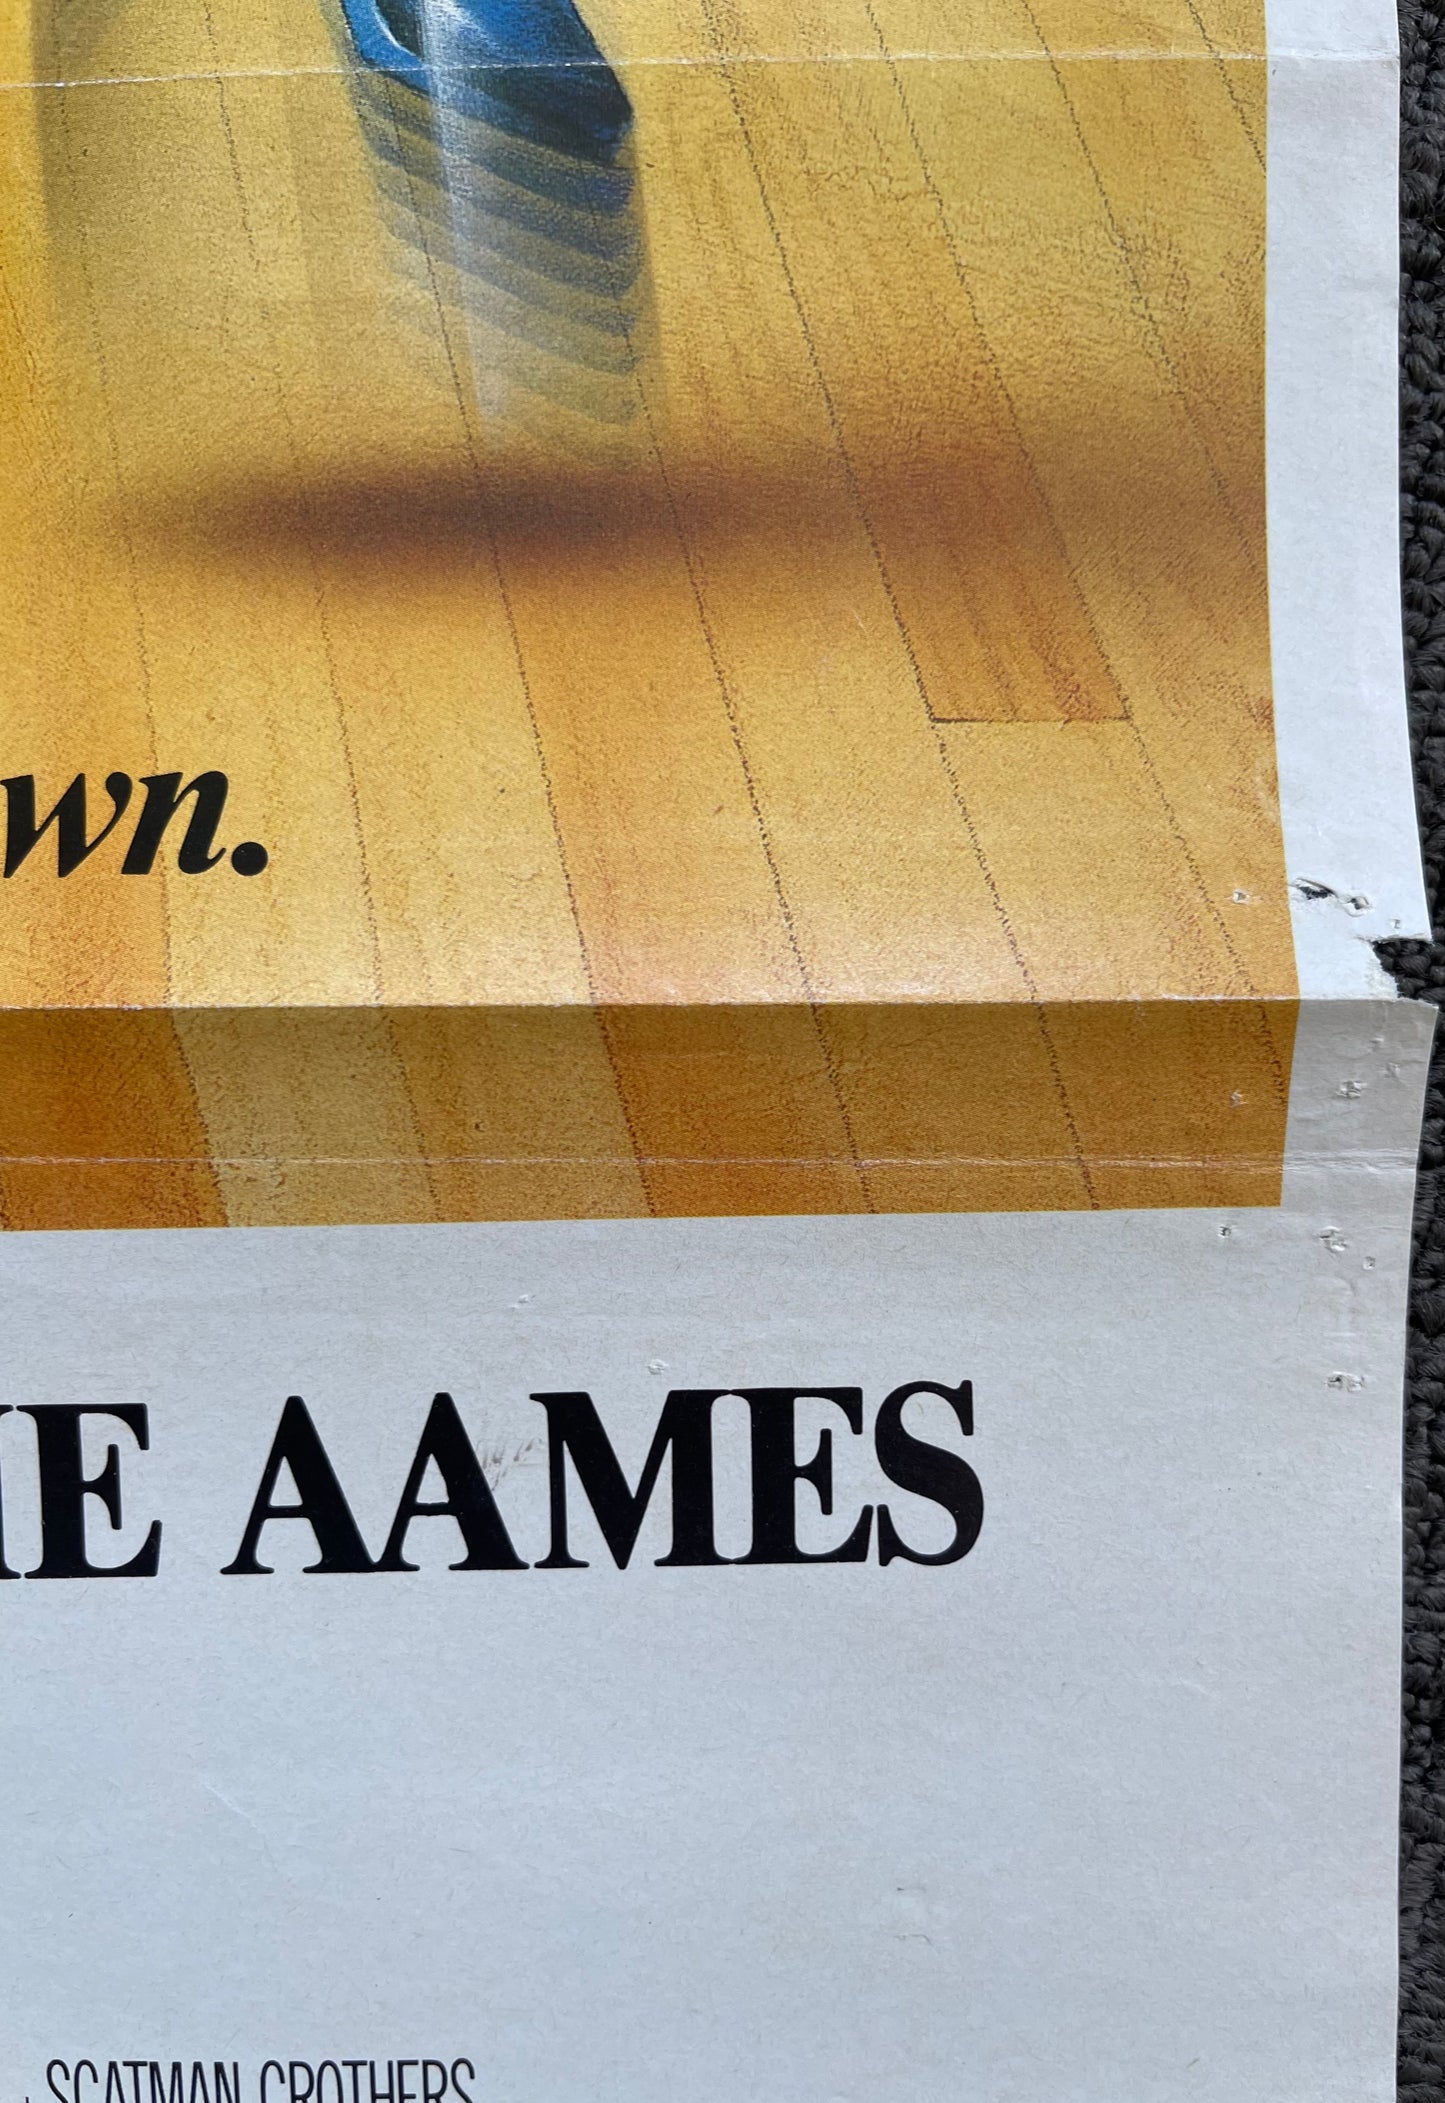 wn.
IE AAMES
SCATMAN CROTHERS